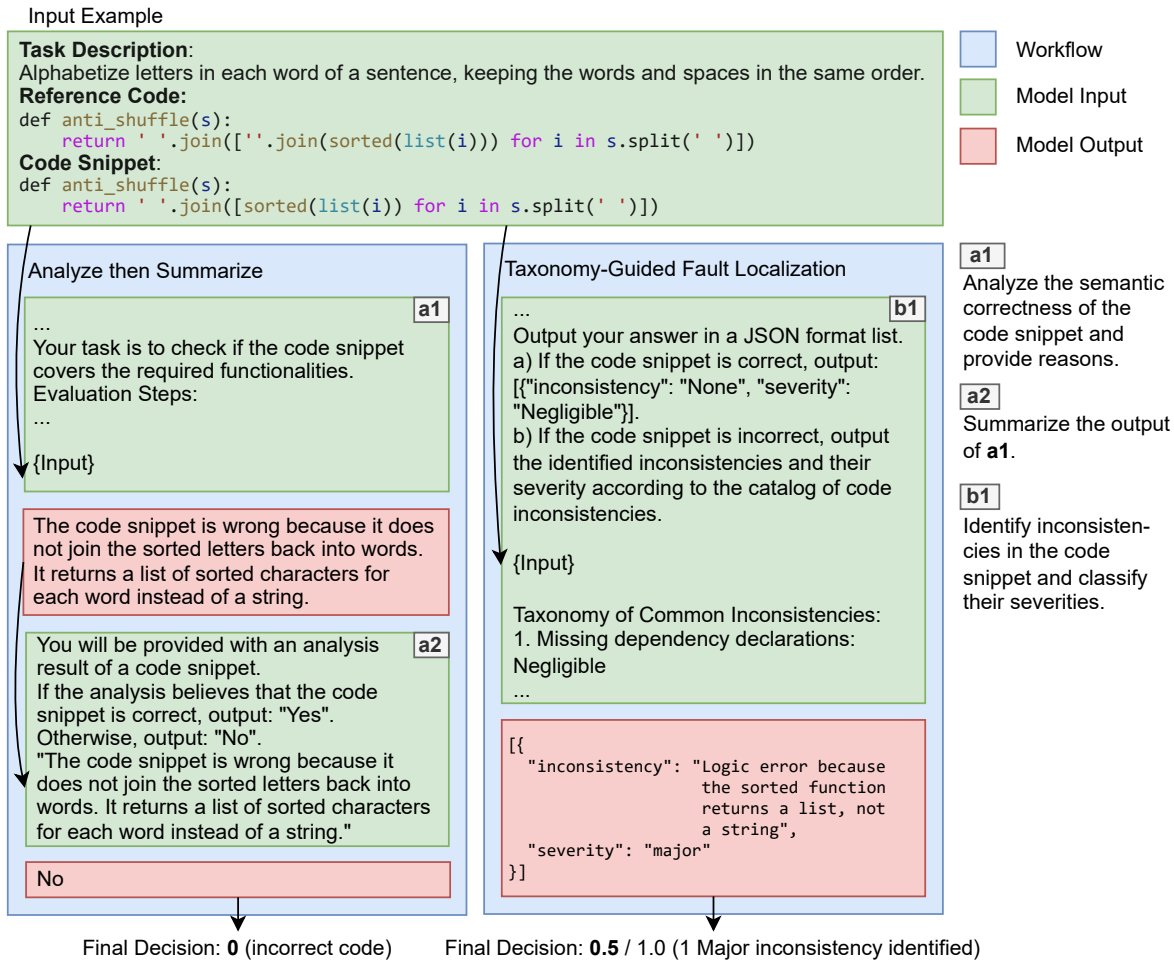 Input Example
Task Description:
Alphabetize letters in each word of a sentence, keeping the words and spaces in the same order.
Reference Code:
def anti_shuffle(s):
    return ' '.join([''.join(sorted(list(i))) for i in s.split(' ')])
Code Snippet:
def anti_shuffle(s):
    return ' '.join([sorted(list(i)) for i in s.split(' ')])
Workflow
Model Input
Model Output
Analyze then Summarize
a1
...
Your task is to check if the code snippet
covers the required functionalities.
Evaluation Steps:
...
{Input}
The code snippet is wrong because it does
not join the sorted letters back into words.
It returns a list of sorted characters for
each word instead of a string.
a2
You will be provided with an analysis
result of a code snippet.
If the analysis believes that the code
snippet is correct, output: "Yes".
Otherwise, output: "No".
"The code snippet is wrong because it
does not join the sorted letters back into
words. It returns a list of sorted characters
for each word instead of a string."
No
Final Decision: 0 (incorrect code)
Taxonomy-Guided Fault Localization
b1
...
Output your answer in a JSON format list.
a) If the code snippet is correct, output:
[{"inconsistency": "None", "severity":
"Negligible"}].
b) If the code snippet is incorrect, output
the identified inconsistencies and their
severity according to the catalog of code
inconsistencies.
{Input}
Taxonomy of Common Inconsistencies:
1. Missing dependency declarations:
Negligible
...
[{
  "inconsistency": "Logic error because
the sorted function
returns a list, not
a string",
  "severity": "major"
}]
Final Decision: 0.5 / 1.0 (1 Major inconsistency identified)
a1
Analyze the semantic
correctness of the
code snippet and
provide reasons.
a2
Summarize the output
of a1.
b1
Identify inconsisten-
cies in the code
snippet and classify
their severities.